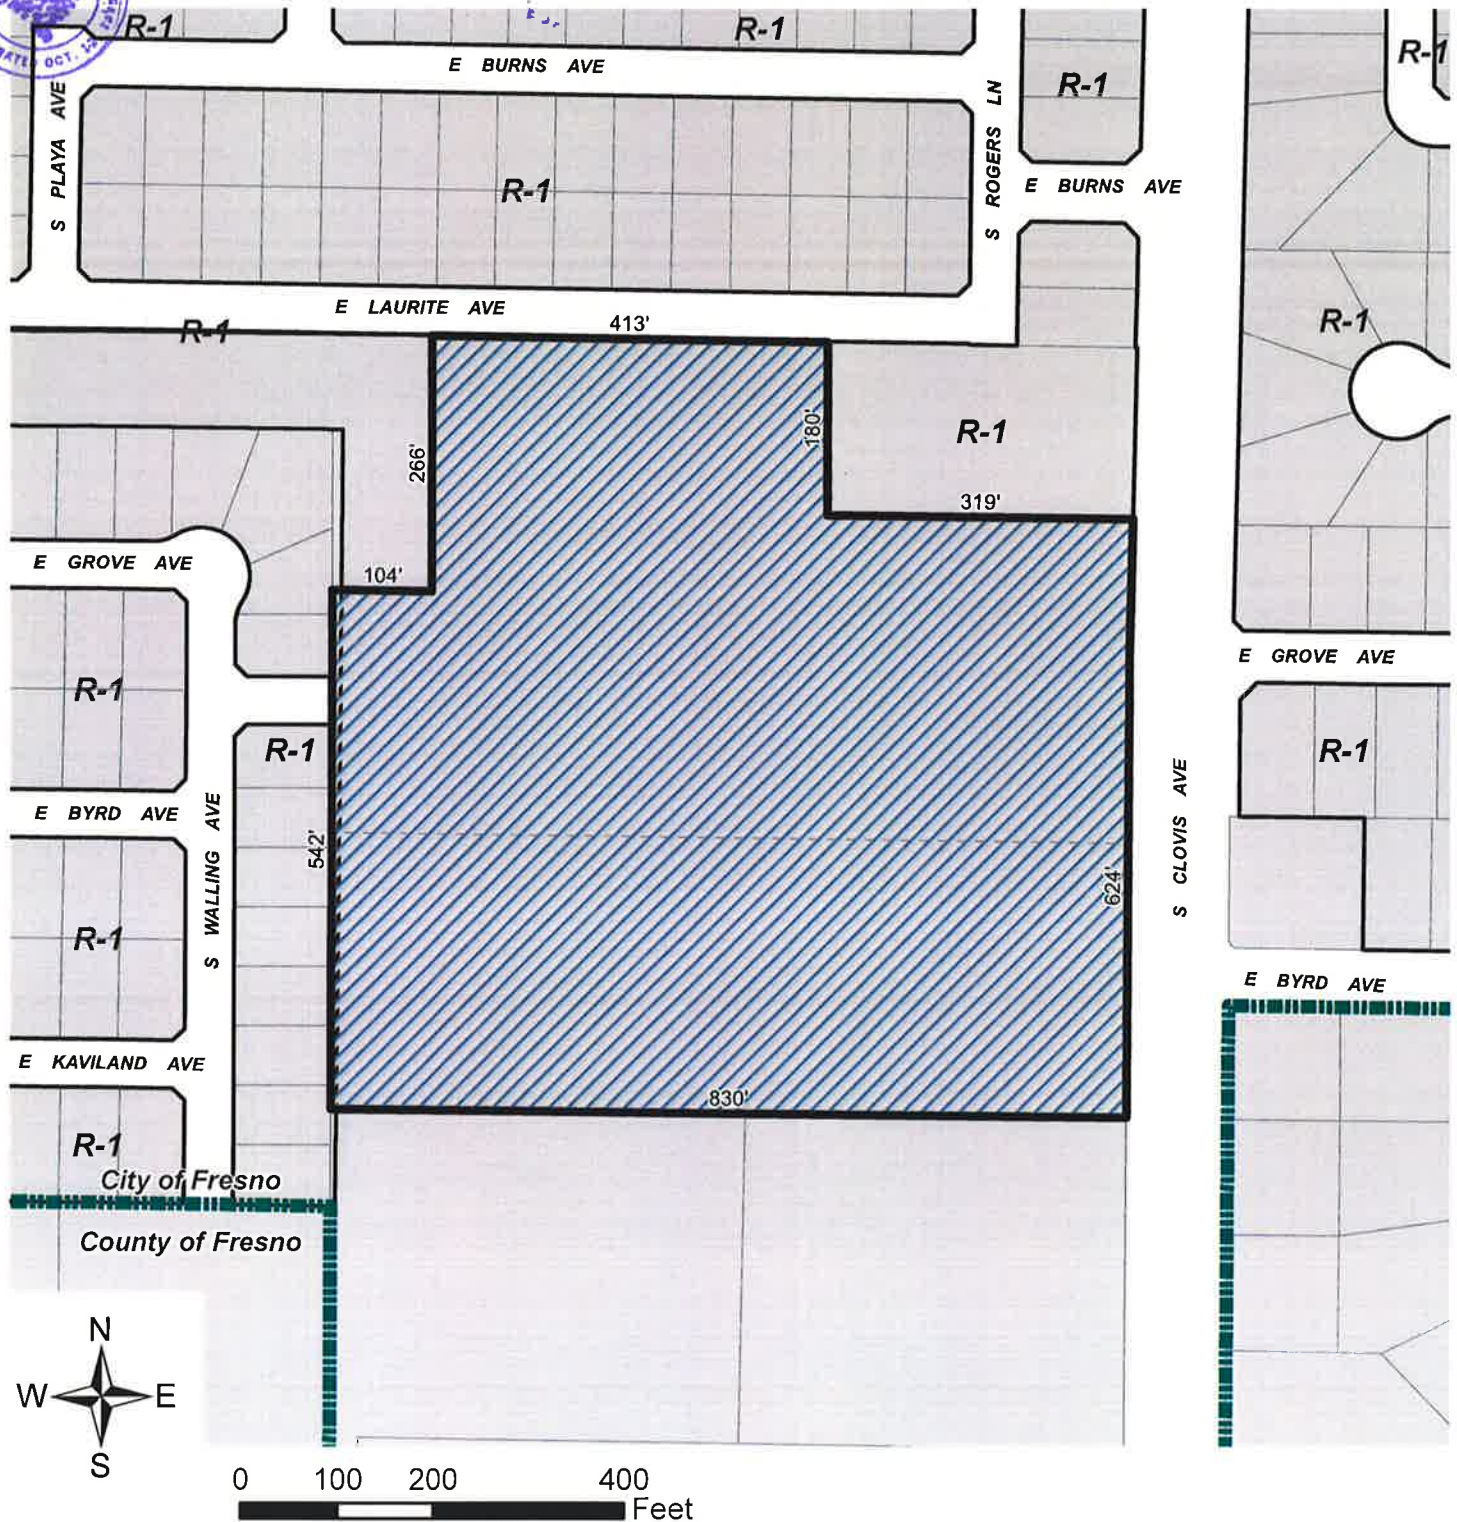 R-1
R-1
R-1
R-1
RATED OCT.
E BURNS AVE
S PLAYA AVE
S ROGERS LN
R-1
E BURNS AVE
E LAURITE AVE
R-1
413'
R-1
266'
180'
R-1
319'
E GROVE AVE
104'
E GROVE AVE
R-1
R-1
R-1
E BYRD AVE
S WALLING AVE
542'
S CLOVIS AVE
624'
R-1
E BYRD AVE
E KAVILAND AVE
830'
R-1
City of Fresno
County of Fresno
N
W E
S
0 100 200 400
Feet